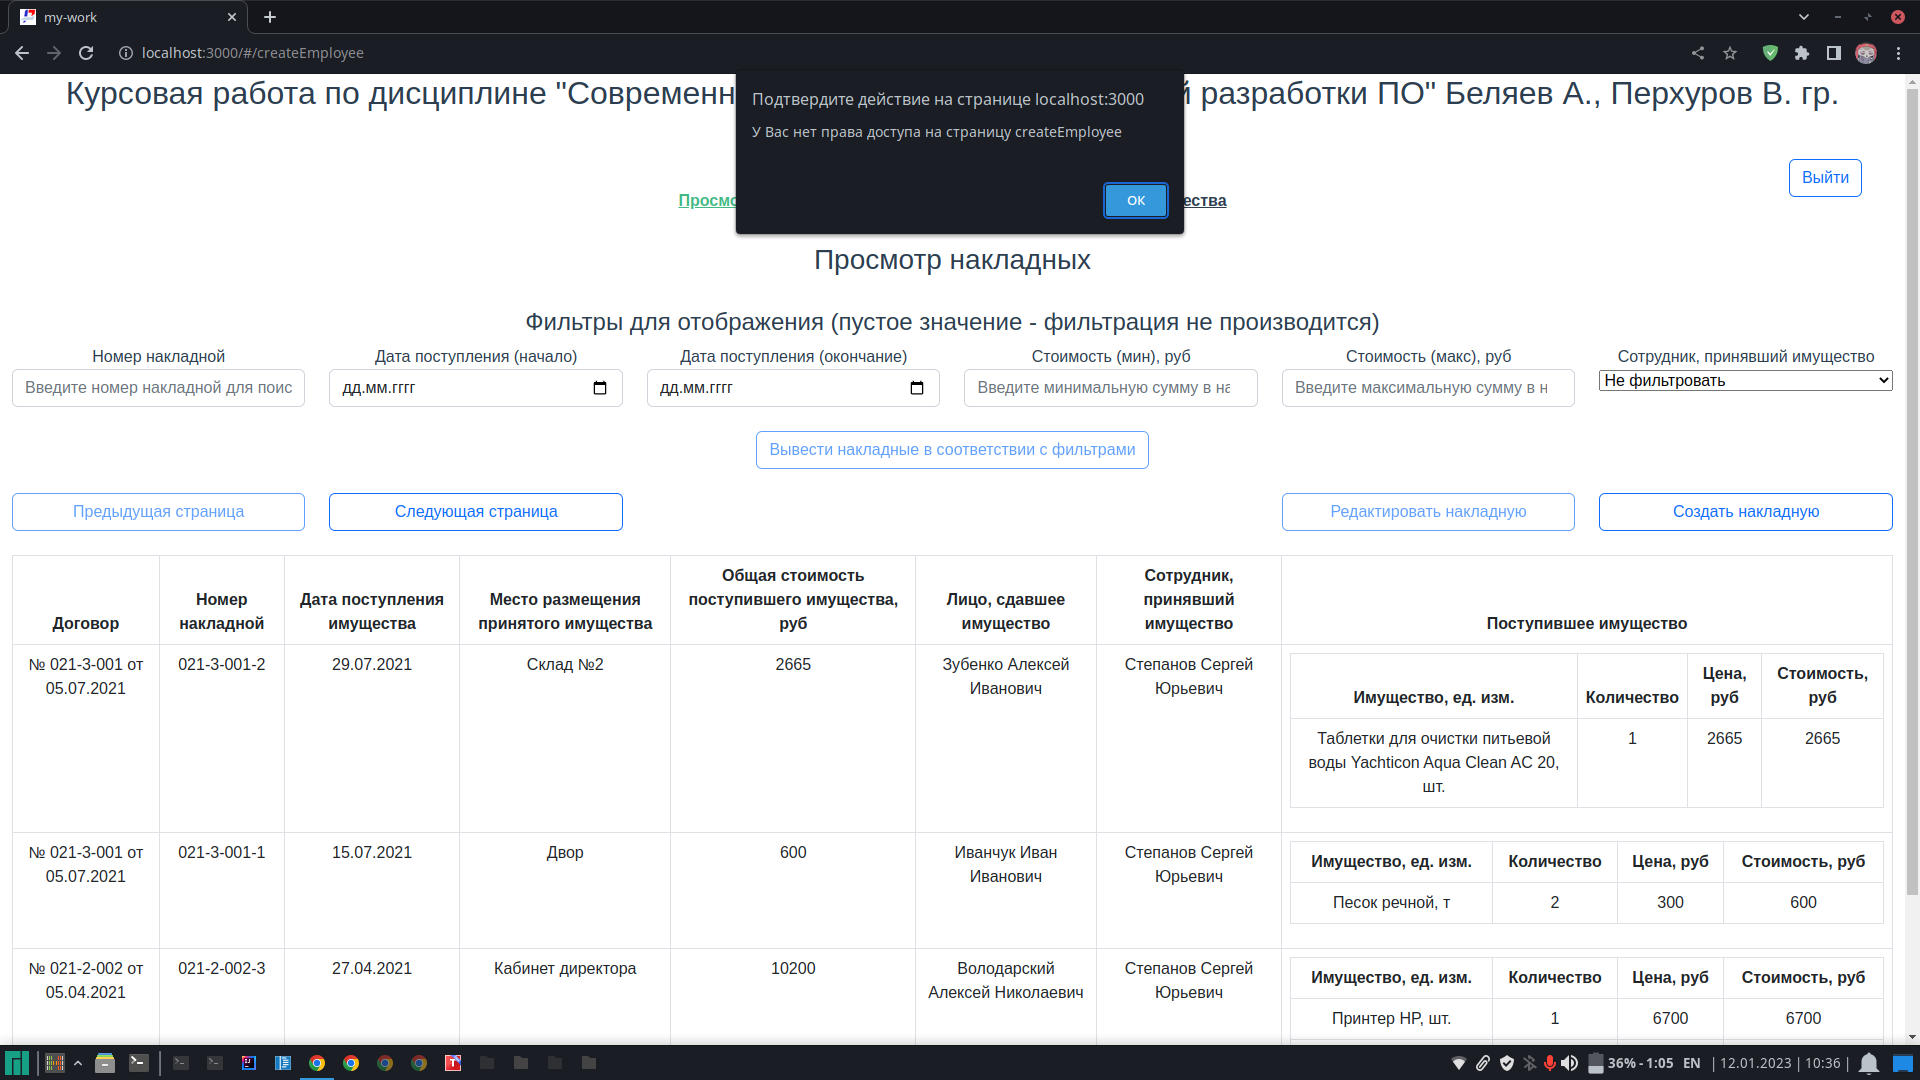 my-work
localhost:3000/#/createEmployee
Курсовая работа по дисциплине "Современн й разработки ПО" Беляев А., Перхуров В. гр.
Подтвердите действие на странице localhost:3000
У Вас нет права доступа на страницу createEmployee
ОК
Выйти
Просмо ества
Просмотр накладных
Фильтры для отображения (пустое значение - фильтрация не производится)
Номер накладной Дата поступления (начало) Дата поступления (окончание) Стоимость (мин), руб Стоимость (макс), руб Сотрудник, принявший имущество
Введите номер накладной для поис дд.мм.гггг дд.мм.гггг Введите минимальную сумму в на Введите максимальную сумму в н Не фильтровать
Вывести накладные в соответствии с фильтрами
Предыдущая страница Следующая страница Редактировать накладную Создать накладную
Договор Номер накладной Дата поступления имущества Место размещения принятого имущества Общая стоимость поступившего имущества, руб Лицо, сдавшее имущество Сотрудник, принявший имущество Поступившее имущество
№ 021-3-001 от 05.07.2021 021-3-001-2 29.07.2021 Склад №2 2665 Зубенко Алексей Иванович Степанов Сергей Юрьевич
Имущество, ед. изм. Количество Цена, руб Стоимость, руб
Таблетки для очистки питьевой воды Yachticon Aqua Clean AC 20, шт. 1 2665 2665
№ 021-3-001 от 05.07.2021 021-3-001-1 15.07.2021 Двор 600 Иванчук Иван Иванович Степанов Сергей Юрьевич
Имущество, ед. изм. Количество Цена, руб Стоимость, руб
Песок речной, т 2 300 600
№ 021-2-002 от 05.04.2021 021-2-002-3 27.04.2021 Кабинет директора 10200 Володарский Алексей Николаевич Степанов Сергей Юрьевич
Имущество, ед. изм. Количество Цена, руб Стоимость, руб
Принтер HP, шт. 1 6700 6700
36% - 1:05 EN | 12.01.2023 | 10:36 |